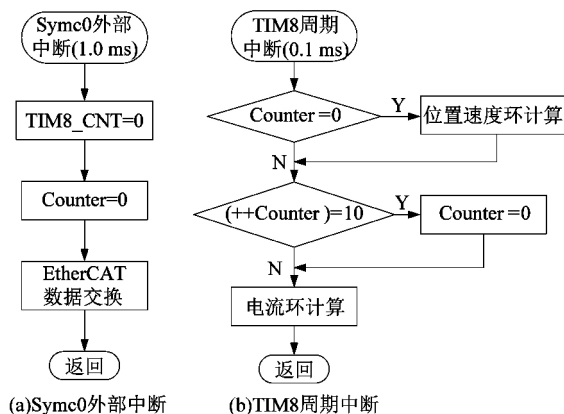 Symc0外部
中断(1.0 ms)
TIM8_CNT=0
Counter=0
EtherCAT
数据交换
返回
(a)Symc0外部中断
TIM8周期
中断(0.1 ms)
Counter =0
Y
位置速度环计算
N
(++Counter )=10
Y
Counter =0
N
电流环计算
返回
(b)TIM8周期中断